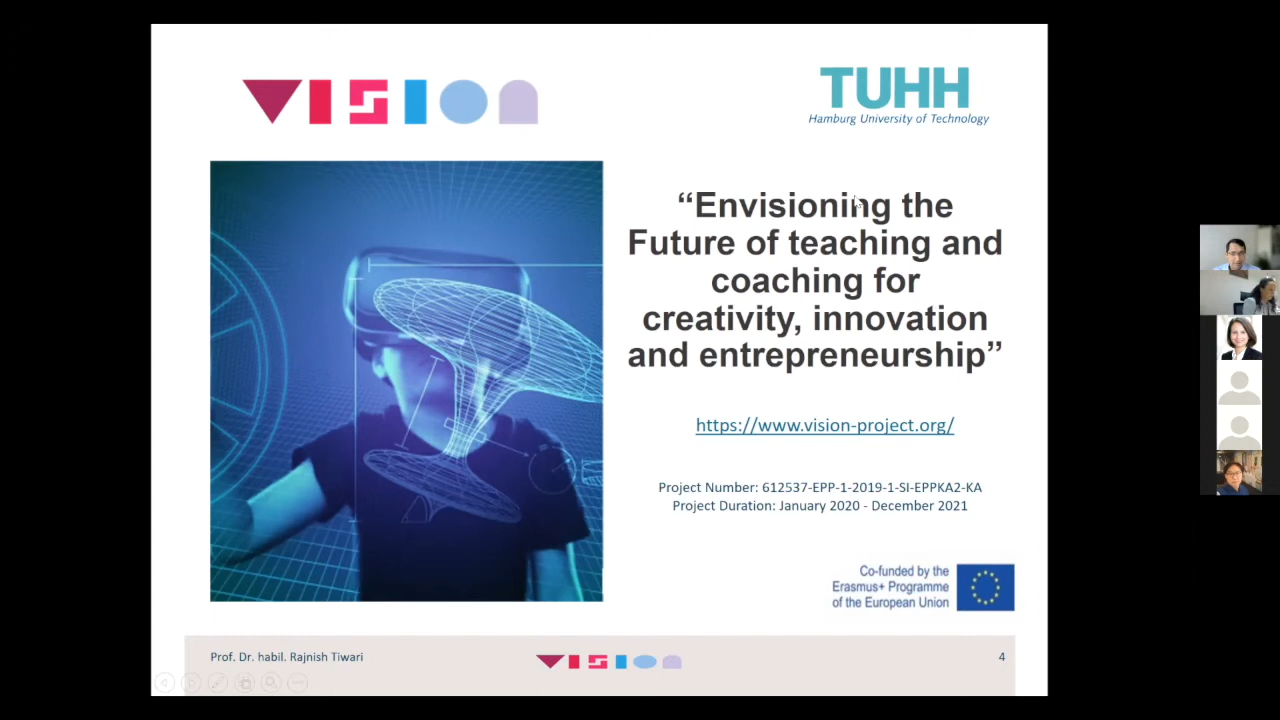 VISION
TUHH
Hamburg University of Technology
“Envisioning the
Future of teaching and
coaching for
creativity, innovation
and entrepreneurship”
https://www.vision-project.org/
Project Number: 612537-EPP-1-2019-1-SI-EPPKA2-KA
Project Duration: January 2020 - December 2021
Co-funded by the
Erasmus+ Programme
of the European Union
Prof. Dr. habil. Rajnish Tiwari
VISION
4